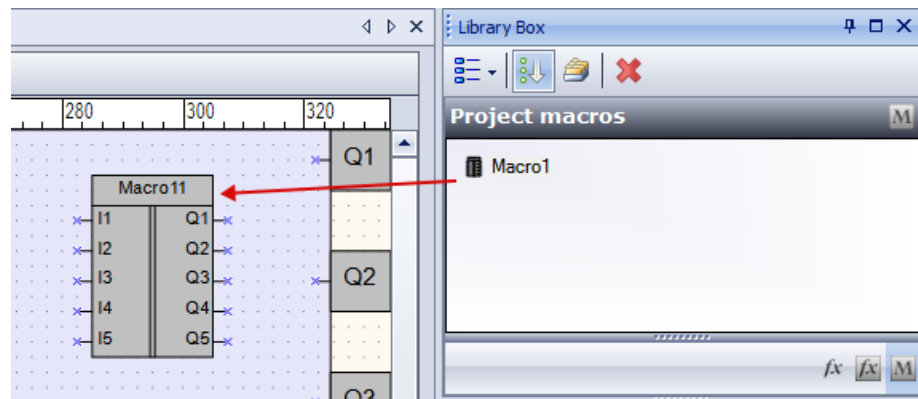 Library Box
280 300 320
Project macros M
Q1
Macro1
Macro11
I1 Q1
I2 Q2
I3 Q3 Q2
I4 Q4
I5 Q5
fx fx M
Q3